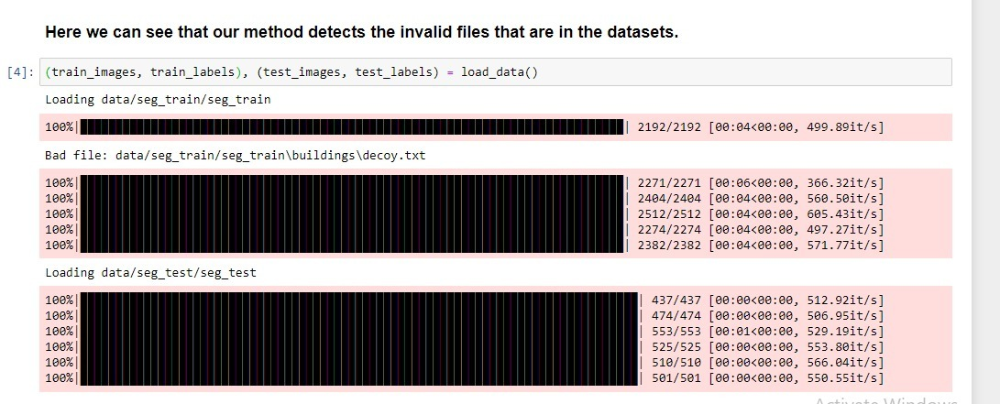 Here we can see that our method detects the invalid files that are in the datasets.
[4]: (train_images, train_labels), (test_images, test_labels) = load_data()
Loading data/seg_train/seg_train
100%| | 2192/2192 [00:04<00:00, 499.89it/s]
Bad file: data/seg_train/seg_train\buildings\decoy.txt
100%| | 2271/2271 [00:06<00:00, 366.32it/s]
100%| | 2404/2404 [00:04<00:00, 560.50it/s]
100%| | 2512/2512 [00:04<00:00, 605.43it/s]
100%| | 2274/2274 [00:04<00:00, 497.27it/s]
100%| | 2382/2382 [00:04<00:00, 571.77it/s]
Loading data/seg_test/seg_test
100%| | 437/437 [00:00<00:00, 512.92it/s]
100%| | 474/474 [00:00<00:00, 506.95it/s]
100%| | 553/553 [00:01<00:00, 529.19it/s]
100%| | 525/525 [00:00<00:00, 553.80it/s]
100%| | 510/510 [00:00<00:00, 566.04it/s]
100%| | 501/501 [00:00<00:00, 550.55it/s]
Activate Windows